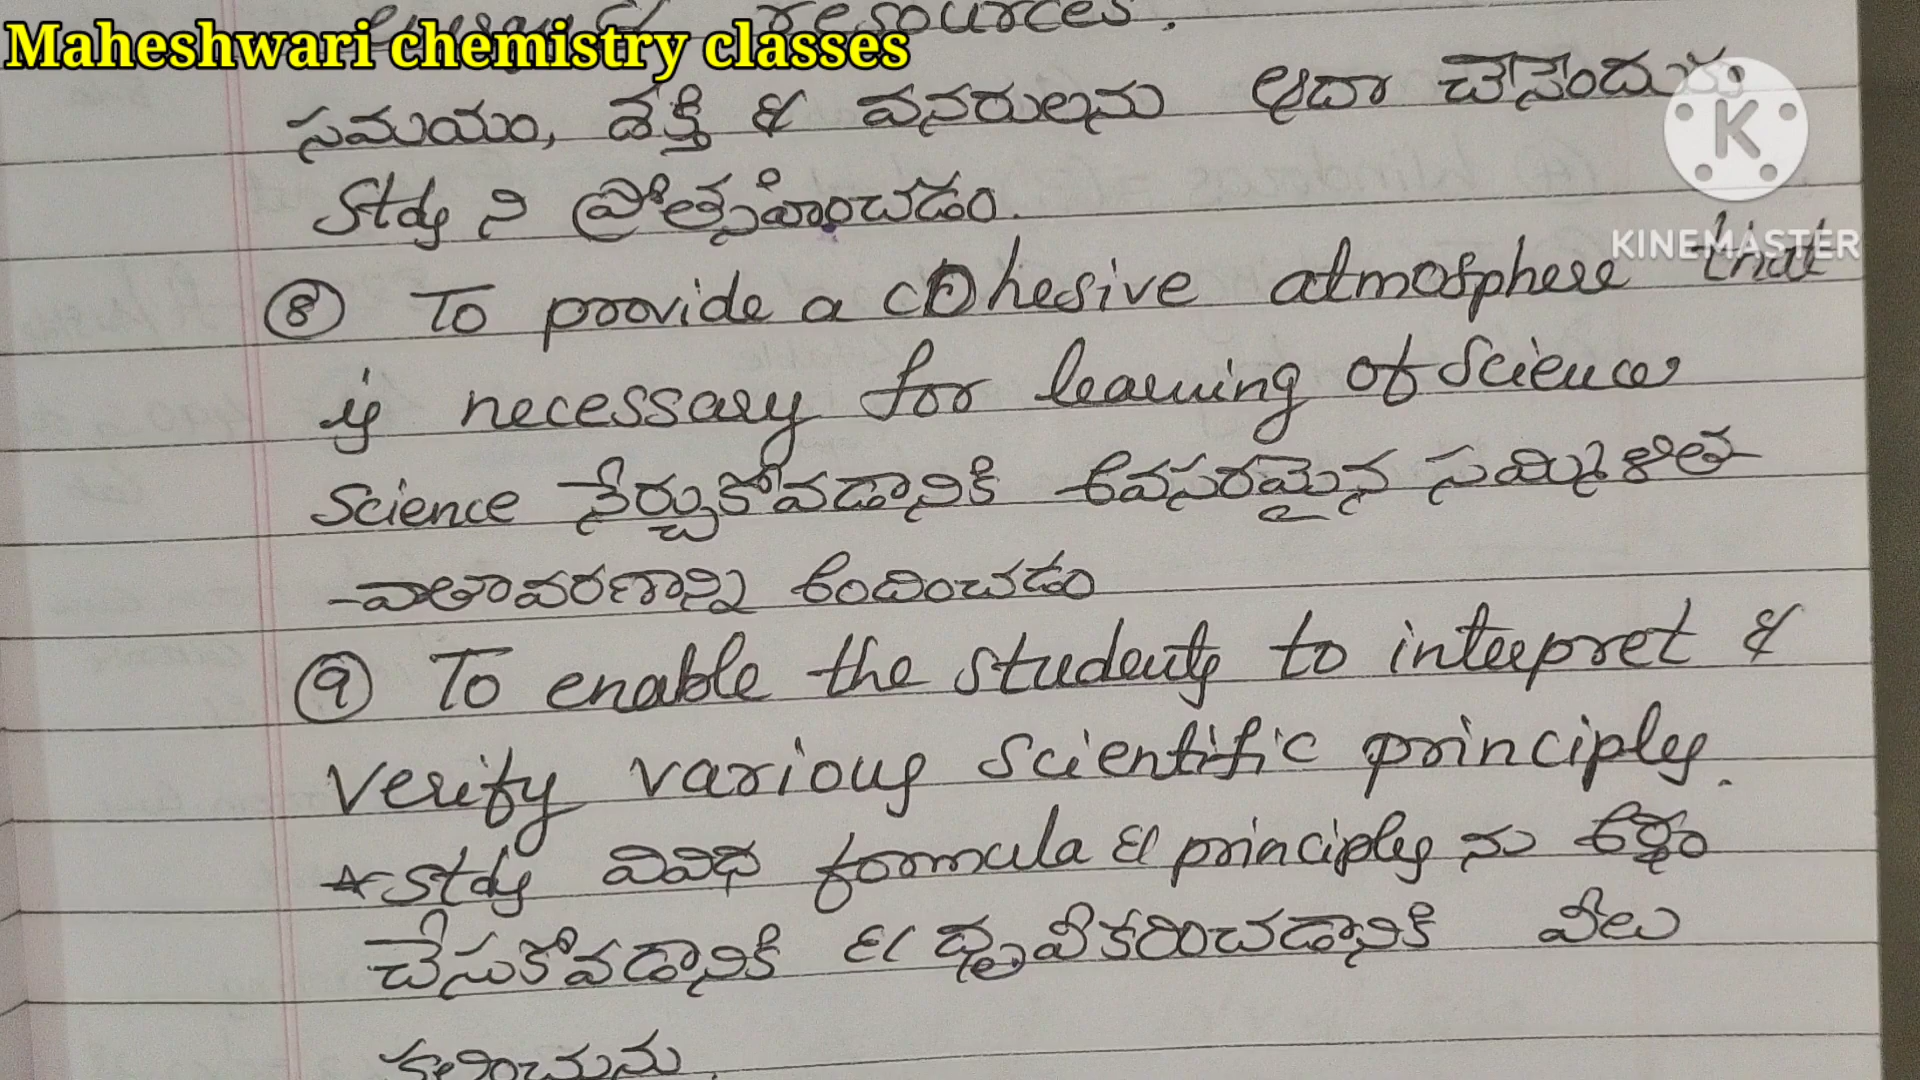 resources.
Maheshwari chemistry classes
సమయం, శక్తి & వనరులను ఆదా చేసేందుకు
Stdy ని ప్రోత్సహించడం.
K
KINEMASTER
⑧ To provide a cohesive atmosphere that
is necessary for learning of Science
Science నేర్చుకోవడానికి అవసరమైన సమ్మిళిత
వాతావరణాన్ని అందించడం
⑨ To enable the students to interpret &
verify various scientific principles.
* stdy వివిధ formula & principles ను అర్థం
చేసుకోవడానికి & ధృవీకరించడానికి వీలు
కలించును.